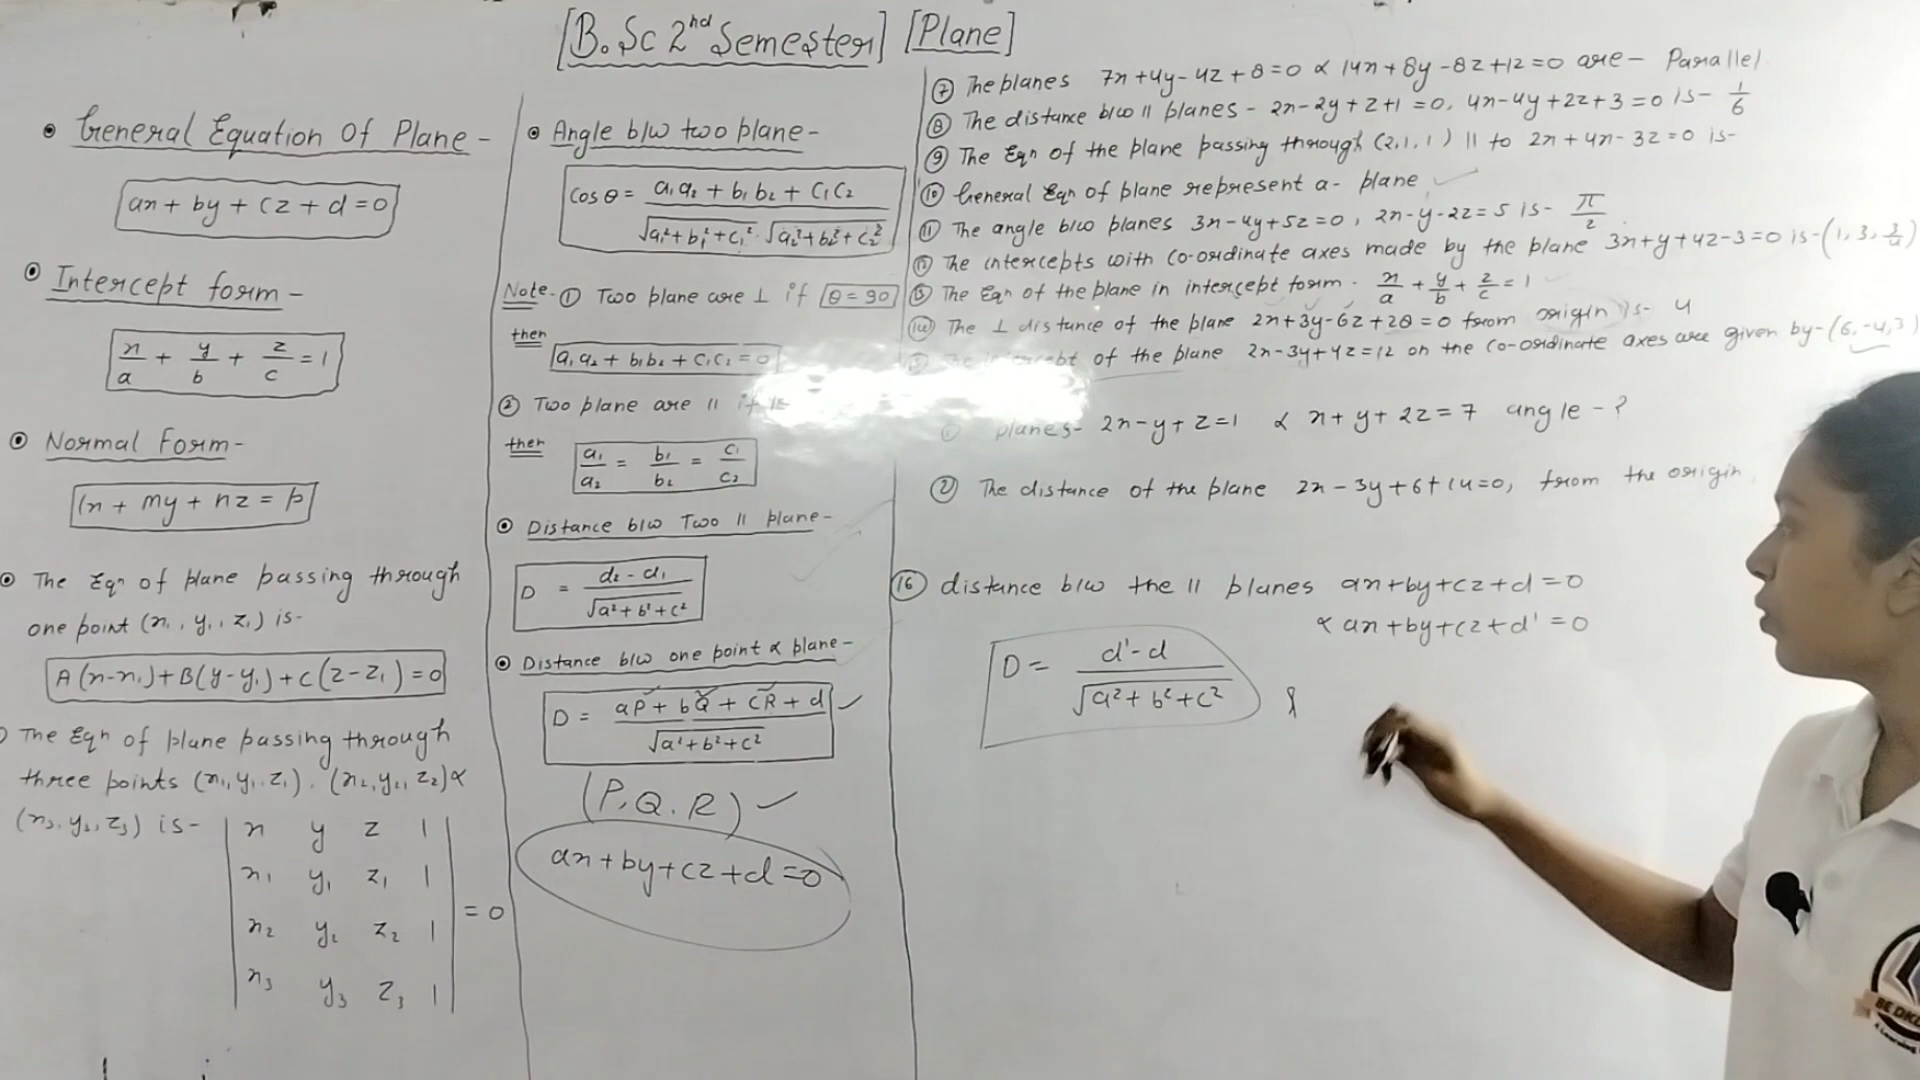 [B. Sc 2nd Semester] [Plane]
• General Equation Of Plane -
ax + by + cz + d = 0
• Intercept form -
x/a + y/b + z/c = 1
• Normal Form -
lx + my + nz = p
• The Eqn of plane passing through
one point (x1, y1, z1) is -
A(x-x1) + B(y-y1) + C(z-z1) = 0
The Eqn of plane passing through
three points (x1, y1, z1), (x2, y2, z2) &
(x3, y3, z3) is -
x y z 1
x1 y1 z1 1
x2 y2 z2 1
x3 y3 z3 1
= 0
• Angle b/w two plane -
Cos θ = a1a2 + b1b2 + c1c2 / √a1²+b1²+c1² . √a2²+b2²+c2²
Note - ① Two plane are ⊥ if θ = 90
then
a1a2 + b1b2 + c1c2 = 0
② Two plane are || if
then
a1/a2 = b1/b2 = c1/c2
• Distance b/w Two || plane -
D = d2 - d1 / √a²+b²+c²
• Distance b/w one point & plane -
D = aP + bQ + cR + d / √a²+b²+c²
(P, Q, R)
ax + by + cz + d = 0
⑦ The planes 7x+4y-4z+8=0 & 14x+8y-8z+12=0 are - Parallel
⑧ The distance b/w || planes - 2x-2y+z+1=0, 4x-4y+2z+3=0 is - 1/6
⑨ The Eqn of the plane passing through (2,1,1) || to 2x+4x-3z=0 is -
⑩ General Eqn of plane represent a - plane
⑪ The angle b/w planes 3x-4y+5z=0, 2x-y-2z=5 is - π/2
⑫ The intercepts with co-ordinate axes made by the plane 3x+y+4z-3=0 is - (1, 3, 3/4)
⑬ The Eqn of the plane in intercept form - x/a + y/b + z/c = 1
⑭ The ⊥ distance of the plane 2x+3y-6z+28=0 from origin is - 4
of the plane 2x-3y+4z=12 on the co-ordinate axes are given by - (6, -4, 3)
planes - 2x-y+z=1 & x+y+2z=7 angle - ?
② The distance of the plane 2x-3y+6+14=0, from the origin
⑯ distance b/w the || planes ax+by+cz+d=0
& ax+by+cz+d'=0
D = d'-d / √a²+b²+c²
BE